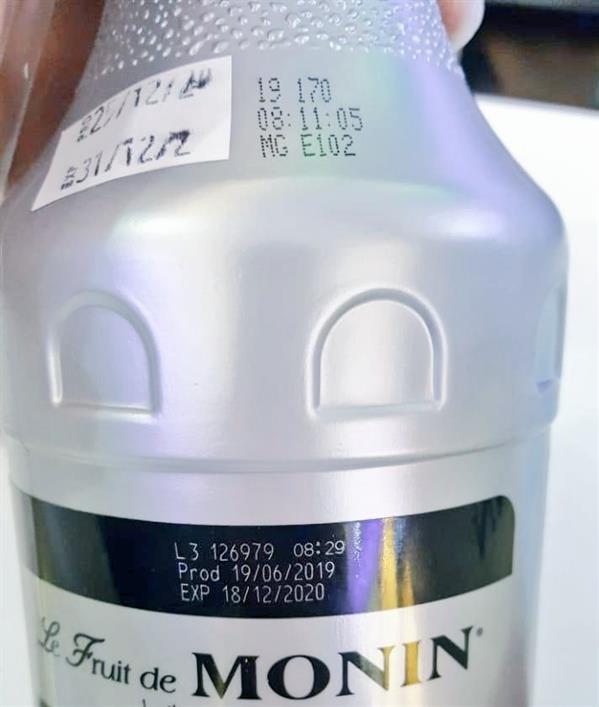 19 170
08:11:05
MG E102
L3 126979 08:29
Prod 19/06/2019
EXP 18/12/2020
Le Fruit de MONIN